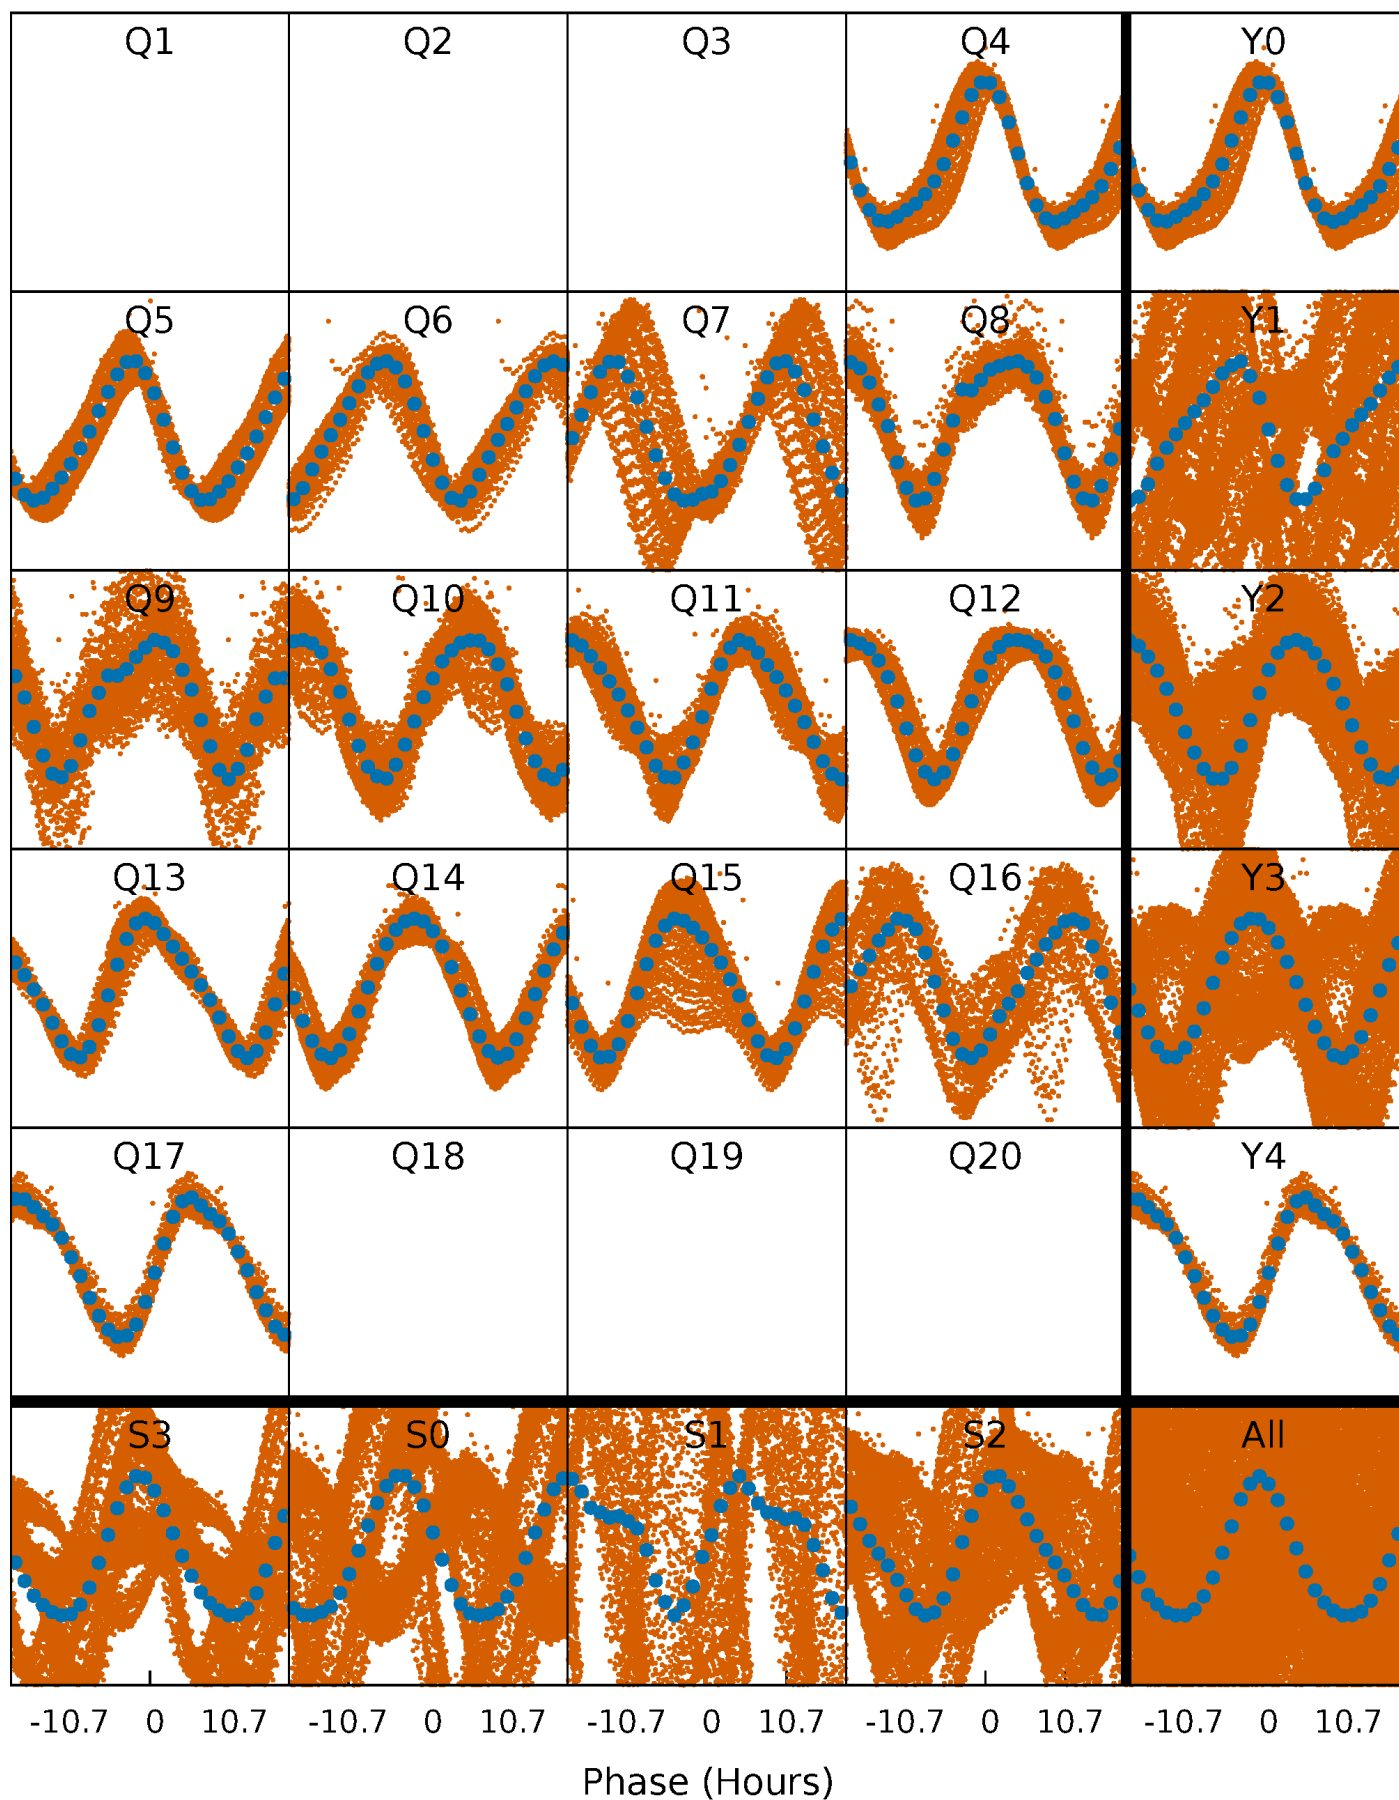 Q1 Q2 Q3 Q4 Y0
Q5 Q6 Q7 Q8 Y1
Q9 Q10 Q11 Q12 Y2
Q13 Q14 Q15 Q16 Y3
Q17 Q18 Q19 Q20 Y4
S3 S0 S1 S2 All
-10.7 0 10.7 -10.7 0 10.7 -10.7 0 10.7 -10.7 0 10.7 -10.7 0 10.7
Phase (Hours)